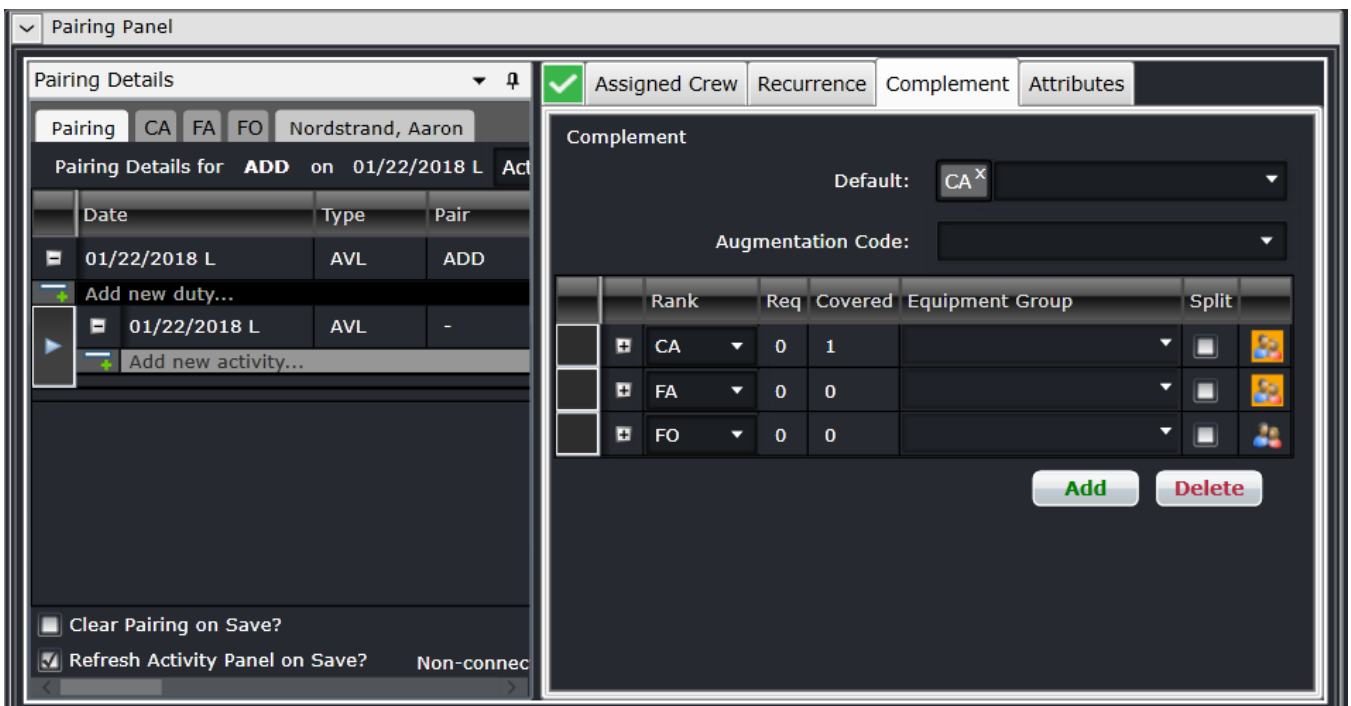 Pairing Panel
Pairing Details
Pairing CA FA FO Nordstrand, Aaron
Pairing Details for ADD on 01/22/2018 L Act
Date Type Pair
01/22/2018 L AVL ADD
Add new duty...
01/22/2018 L AVL -
Add new activity...
Clear Pairing on Save?
Refresh Activity Panel on Save? Non-connec
Assigned Crew Recurrence Complement Attributes
Complement
Default: CA X
Augmentation Code:
Rank Req Covered Equipment Group Split
CA 0 1
FA 0 0
FO 0 0
Add Delete